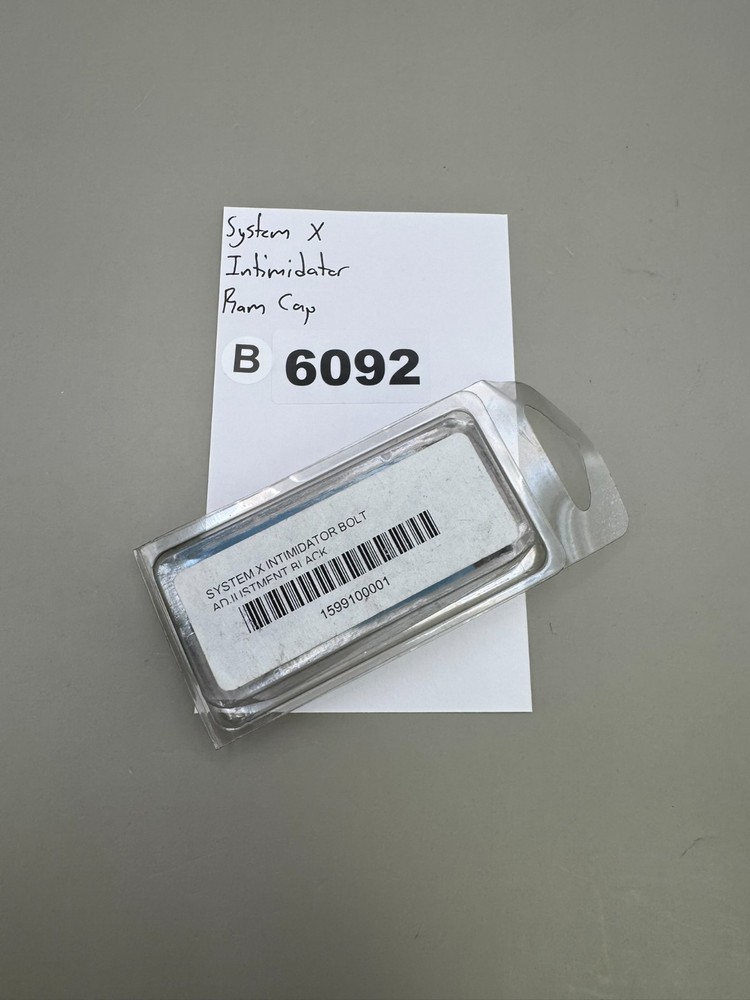 System X
Intimidator
Ram Cap
B 6092
SYSTEM X INTIMIDATOR BOLT
ADJUSTMENT BLACK
1599100001